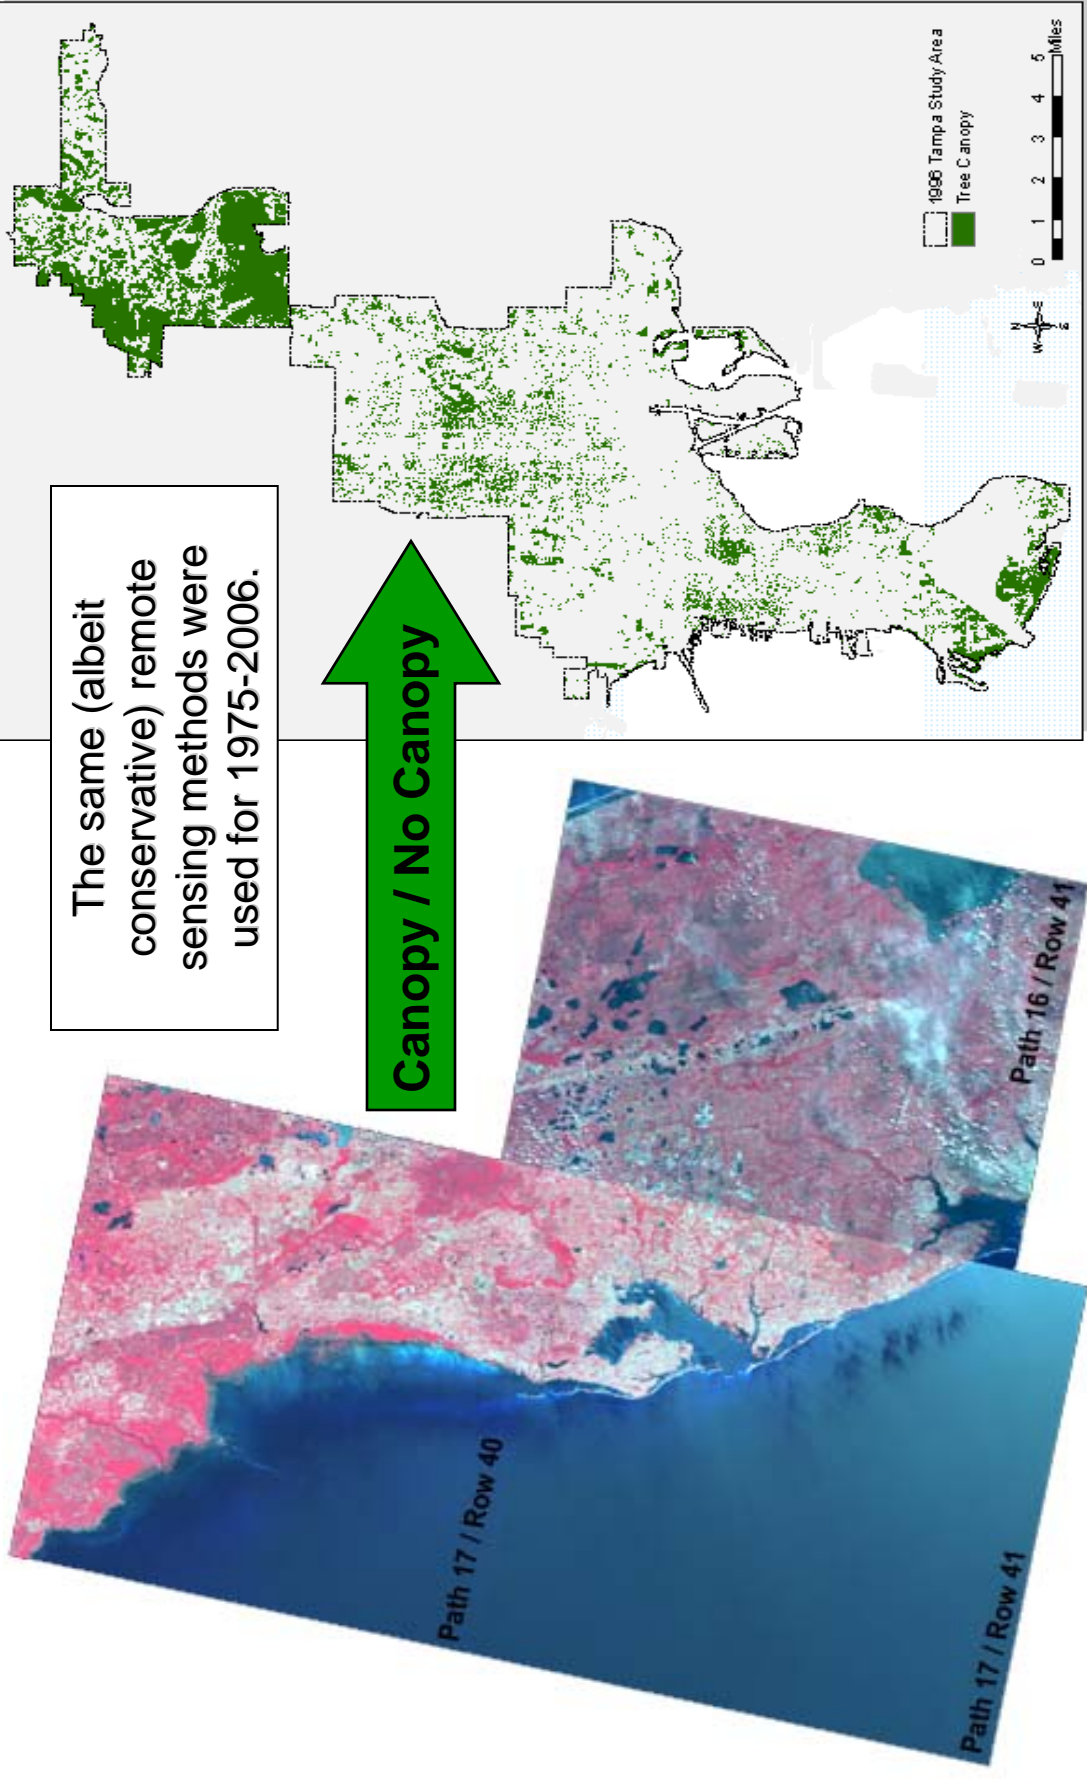 The same (albeit
conservative) remote
sensing methods were
used for 1975-2006.
Canopy / No Canopy
Path 17 / Row 40
Path 17 / Row 41
Path 16 / Row 41
1996 Tampa Study Area
Tree Canopy
N
W
E
S
0 1 2 3 4 5
Miles